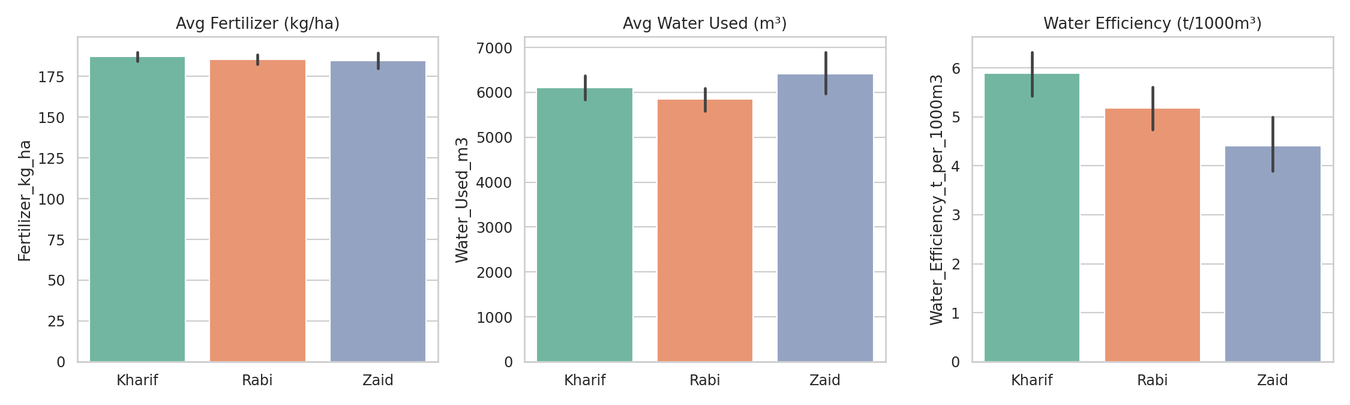 Avg Fertilizer (kg/ha)
Fertilizer_kg_ha
175
150
125
100
75
50
25
0
Kharif Rabi Zaid
Avg Water Used (m³)
Water_Used_m3
7000
6000
5000
4000
3000
2000
1000
0
Kharif Rabi Zaid
Water Efficiency (t/1000m³)
Water_Efficiency_t_per_1000m3
6
5
4
3
2
1
0
Kharif Rabi Zaid